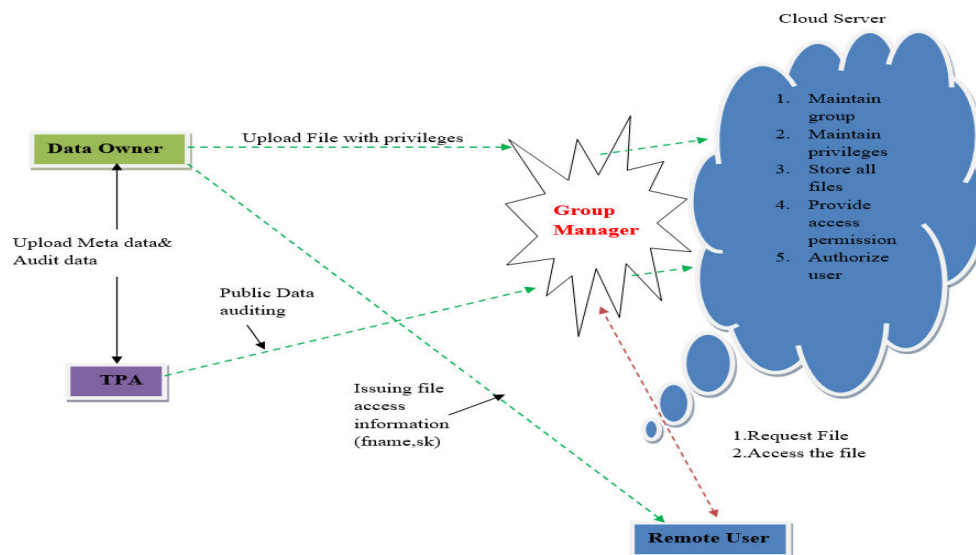 Cloud Server
1. Maintain
group
2. Maintain
privileges
3. Store all
files
4. Provide
access
permission
5. Authorize
user
Upload File with privileges
Data Owner
Group
Manager
Upload Meta data&
Audit data
Public Data
auditing
TPA
Issuing file
access
information
(fname,sk)
1.Request File
2.Access the file
Remote User